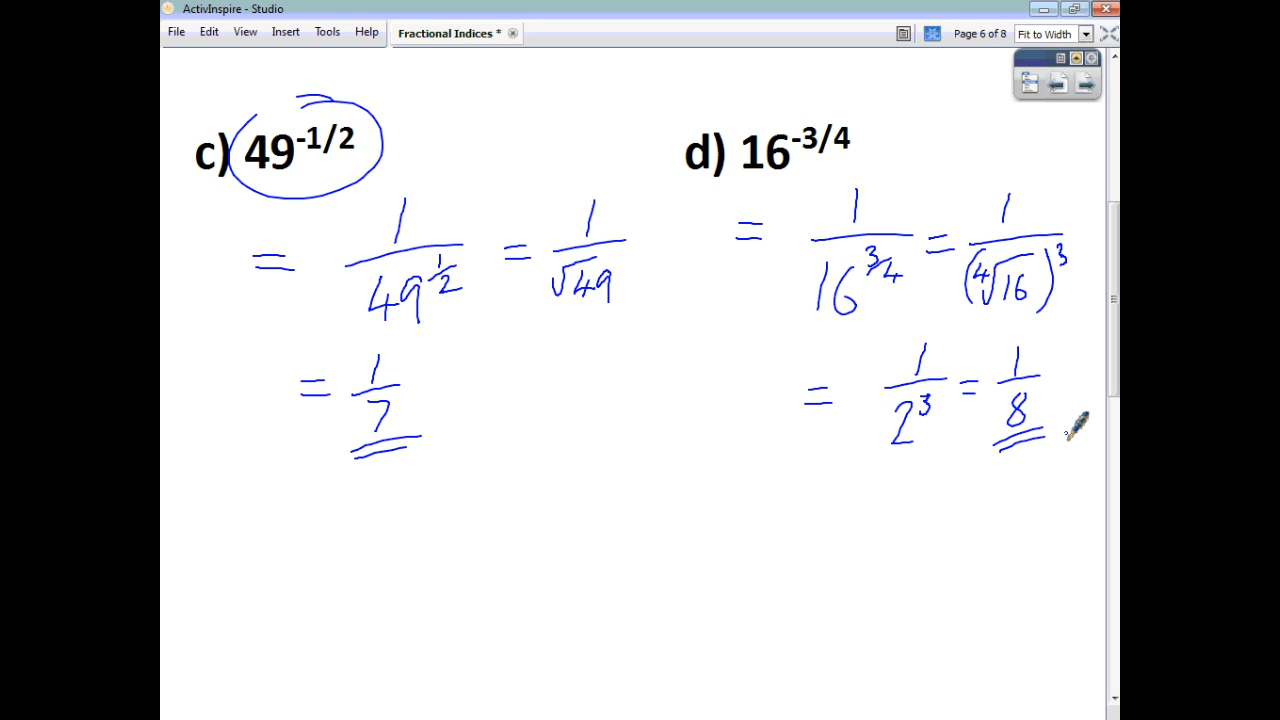 ActivInspire - Studio
File Edit View Insert Tools Help Fractional Indices * Page 6 of 8 Fit to Width
c) 49^-1/2
= 1/49^1/2 = 1/√49
= 1/7
d) 16^-3/4
= 1/16^3/4 = 1/(⁴√16)^3
= 1/2^3 = 1/8